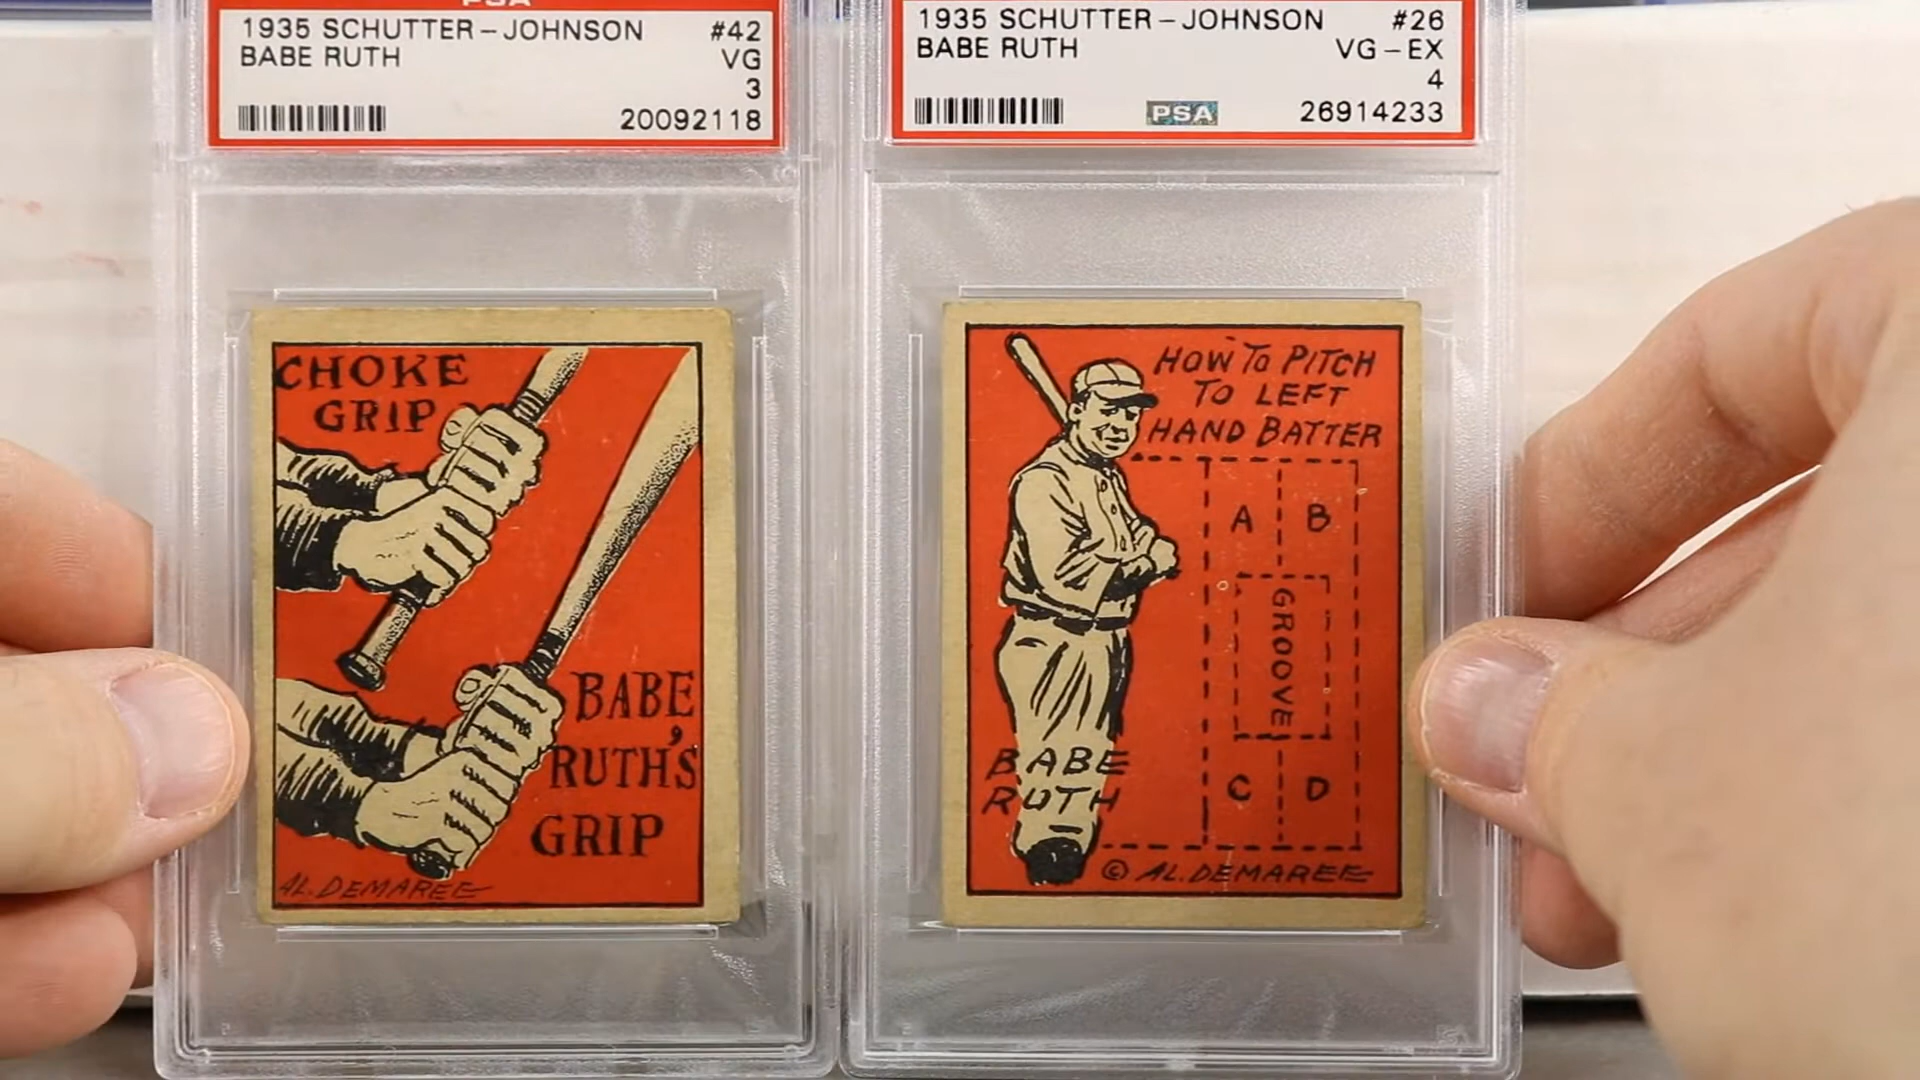 PSA
1935 SCHUTTER-JOHNSON #42
BABE RUTH VG
3
20092118
CHOKE
GRIP
BABE
RUTH'S
GRIP
AL. DEMAREE
1935 SCHUTTER-JOHNSON #26
BABE RUTH VG-EX
4
PSA 26914233
HOW TO PITCH
TO LEFT
HAND BATTER
A B
GROOVE
C D
BABE
RUTH
© AL. DEMAREE